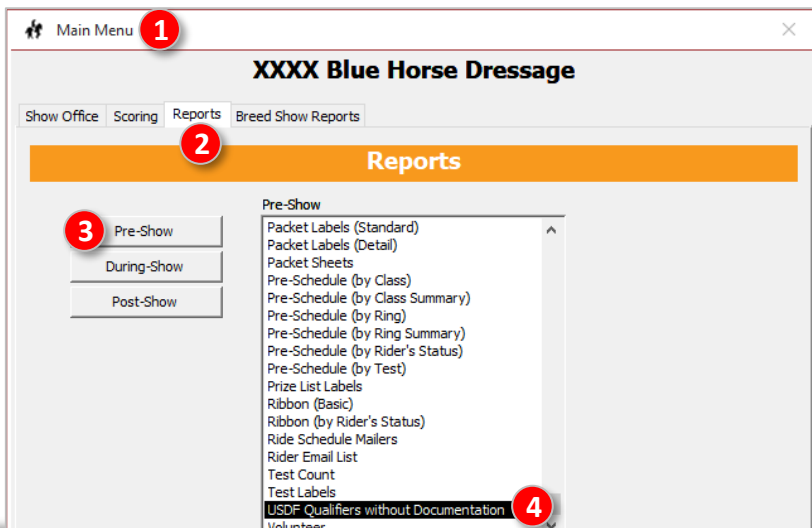 Main Menu 1
XXXX Blue Horse Dressage
Show Office Scoring Reports Breed Show Reports
2
Reports
Pre-Show
3 Pre-Show
During-Show
Post-Show
Packet Labels (Standard)
Packet Labels (Detail)
Packet Sheets
Pre-Schedule (by Class)
Pre-Schedule (by Class Summary)
Pre-Schedule (by Ring)
Pre-Schedule (by Ring Summary)
Pre-Schedule (by Rider's Status)
Pre-Schedule (by Test)
Prize List Labels
Ribbon (Basic)
Ribbon (by Rider's Status)
Ride Schedule Mailers
Rider Email List
Test Count
Test Labels
USDF Qualifiers without Documentation 4
Volunteer